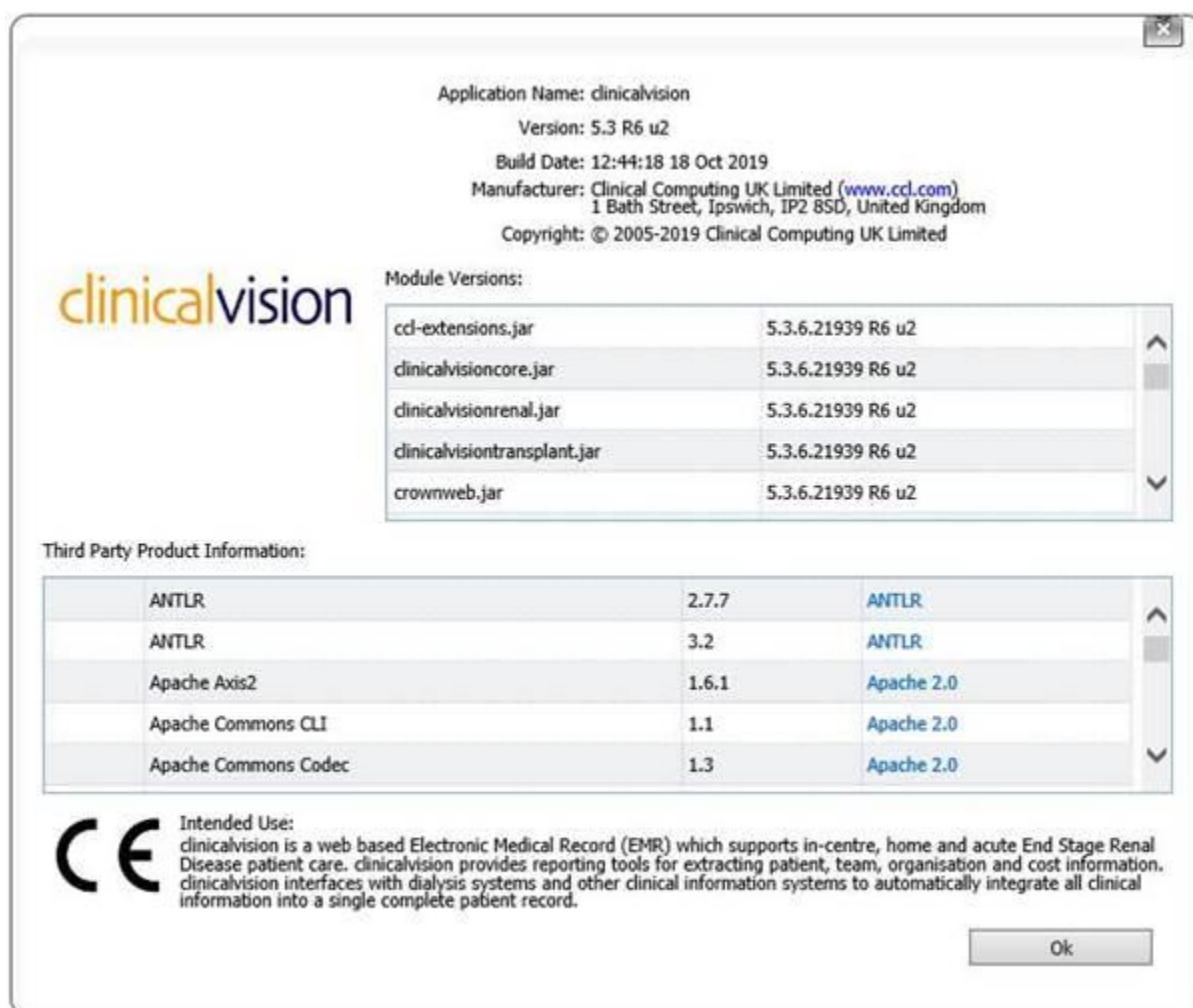 Application Name: clinicalvision
Version: 5.3 R6 u2
Build Date: 12:44:18 18 Oct 2019
Manufacturer: Clinical Computing UK Limited (www.ccl.com)
1 Bath Street, Ipswich, IP2 8SD, United Kingdom
Copyright: © 2005-2019 Clinical Computing UK Limited
clinicalvision
Module Versions:
ccl-extensions.jar 5.3.6.21939 R6 u2
clinicalvisioncore.jar 5.3.6.21939 R6 u2
clinicalvisionrenal.jar 5.3.6.21939 R6 u2
clinicalvisiontransplant.jar 5.3.6.21939 R6 u2
crownweb.jar 5.3.6.21939 R6 u2
Third Party Product Information:
ANTLR 2.7.7 ANTLR
ANTLR 3.2 ANTLR
Apache Axis2 1.6.1 Apache 2.0
Apache Commons CLI 1.1 Apache 2.0
Apache Commons Codec 1.3 Apache 2.0
CE
Intended Use:
clinicalvision is a web based Electronic Medical Record (EMR) which supports in-centre, home and acute End Stage Renal
Disease patient care. clinicalvision provides reporting tools for extracting patient, team, organisation and cost information.
clinicalvision interfaces with dialysis systems and other clinical information systems to automatically integrate all clinical
information into a single complete patient record.
Ok